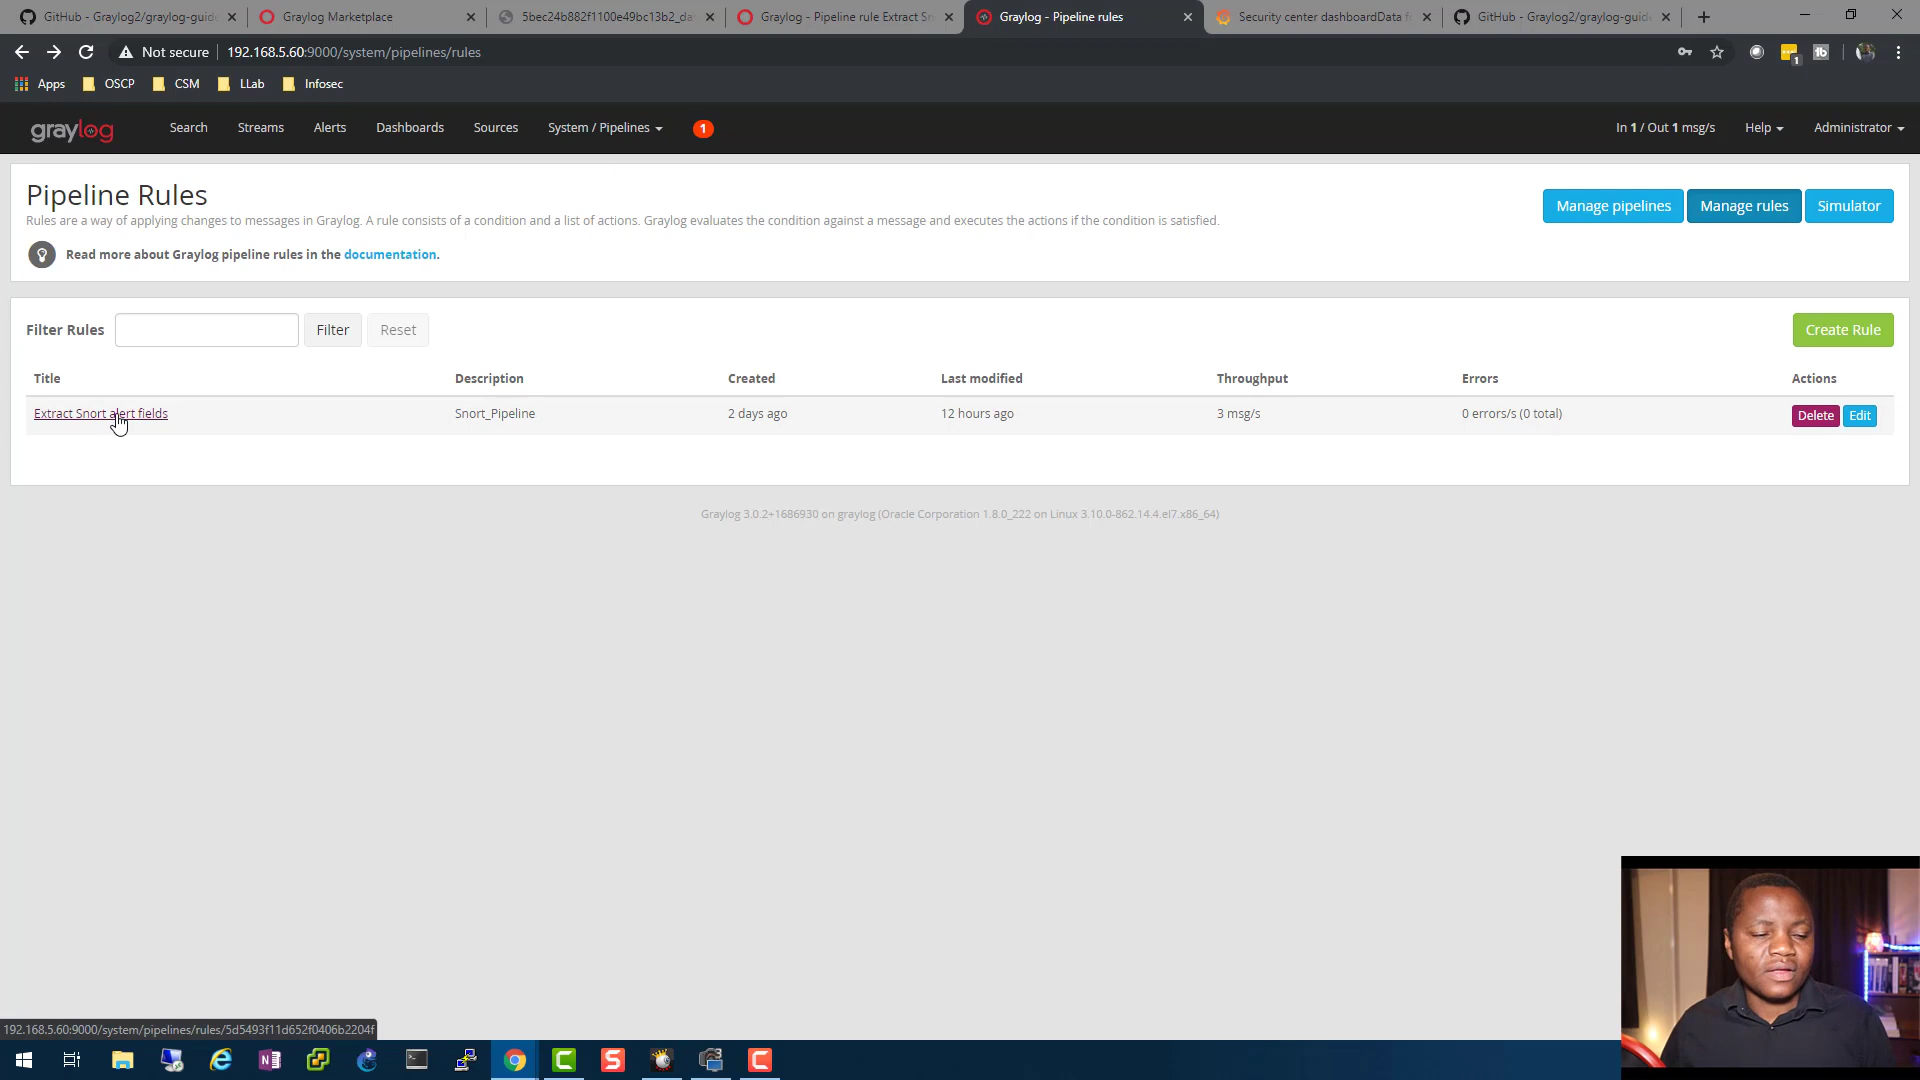 GitHub - Graylog2/graylog-guid
Graylog Marketplace
5bec24b882f1100e49bc13b2_da
Graylog - Pipeline rule Extract Sn
Graylog - Pipeline rules
Security center dashboardData f
GitHub - Graylog2/graylog-guid
Not secure
192.168.5.60:9000/system/pipelines/rules
1
Apps
OSCP
CSM
LLab
Infosec
graylog
Search
Streams
Alerts
Dashboards
Sources
System / Pipelines
1
In 1 / Out 1 msg/s
Help
Administrator
Pipeline Rules
Rules are a way of applying changes to messages in Graylog. A rule consists of a condition and a list of actions. Graylog evaluates the condition against a message and executes the actions if the condition is satisfied.
Read more about Graylog pipeline rules in the documentation.
Manage pipelines
Manage rules
Simulator
Filter Rules
Filter
Reset
Create Rule
Title Description Created Last modified Throughput Errors Actions
Extract Snort alert fields Snort_Pipeline 2 days ago 12 hours ago 3 msg/s 0 errors/s (0 total) Delete Edit
Graylog 3.0.2+1686930 on graylog (Oracle Corporation 1.8.0_222 on Linux 3.10.0-862.14.4.el7.x86_64)
192.168.5.60:9000/system/pipelines/rules/5d5493f11d652f0406b2204f